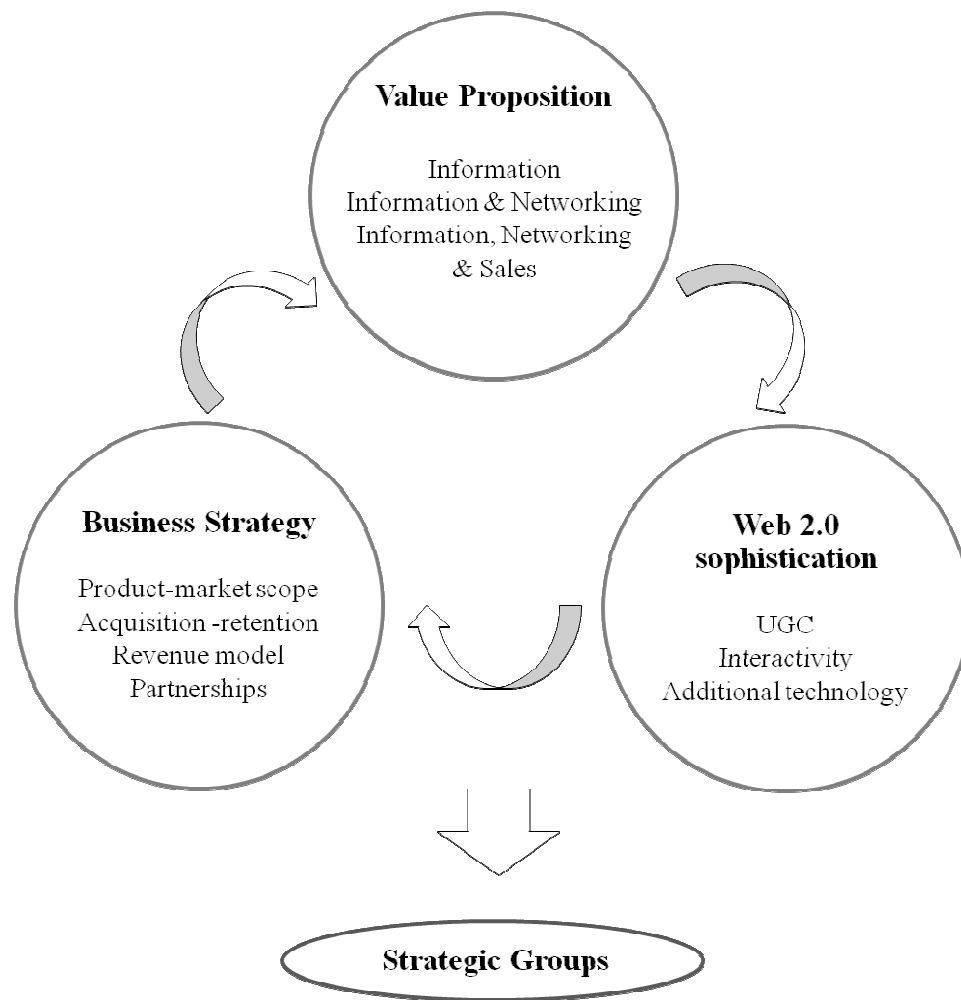 Value Proposition
Information
Information & Networking
Information, Networking
& Sales
Business Strategy
Product-market scope
Acquisition -retention
Revenue model
Partnerships
Web 2.0
sophistication
UGC
Interactivity
Additional technology
Strategic Groups